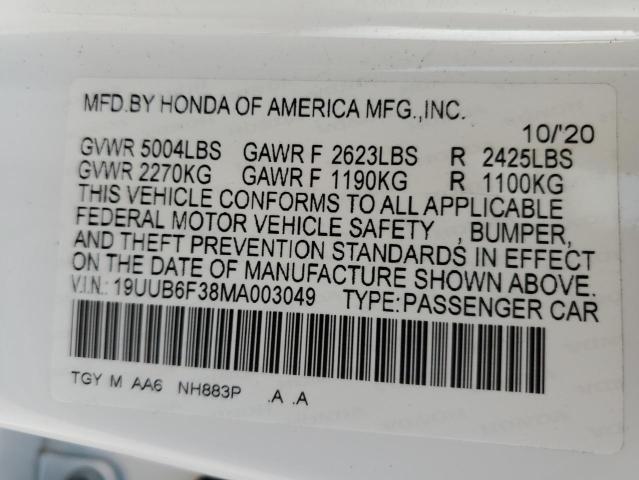 MFD.BY HONDA OF AMERICA MFG.,INC.
10/'20
GVWR 5004LBS GAWR F 2623LBS R 2425LBS
GVWR 2270KG GAWR F 1190KG R 1100KG
THIS VEHICLE CONFORMS TO ALL APPLICABLE
FEDERAL MOTOR VEHICLE SAFETY , BUMPER,
AND THEFT PREVENTION STANDARDS IN EFFECT
ON THE DATE OF MANUFACTURE SHOWN ABOVE.
V.I.N.: 19UUB6F38MA003049 TYPE:PASSENGER CAR
TGY M AA6 NH883P .A .A